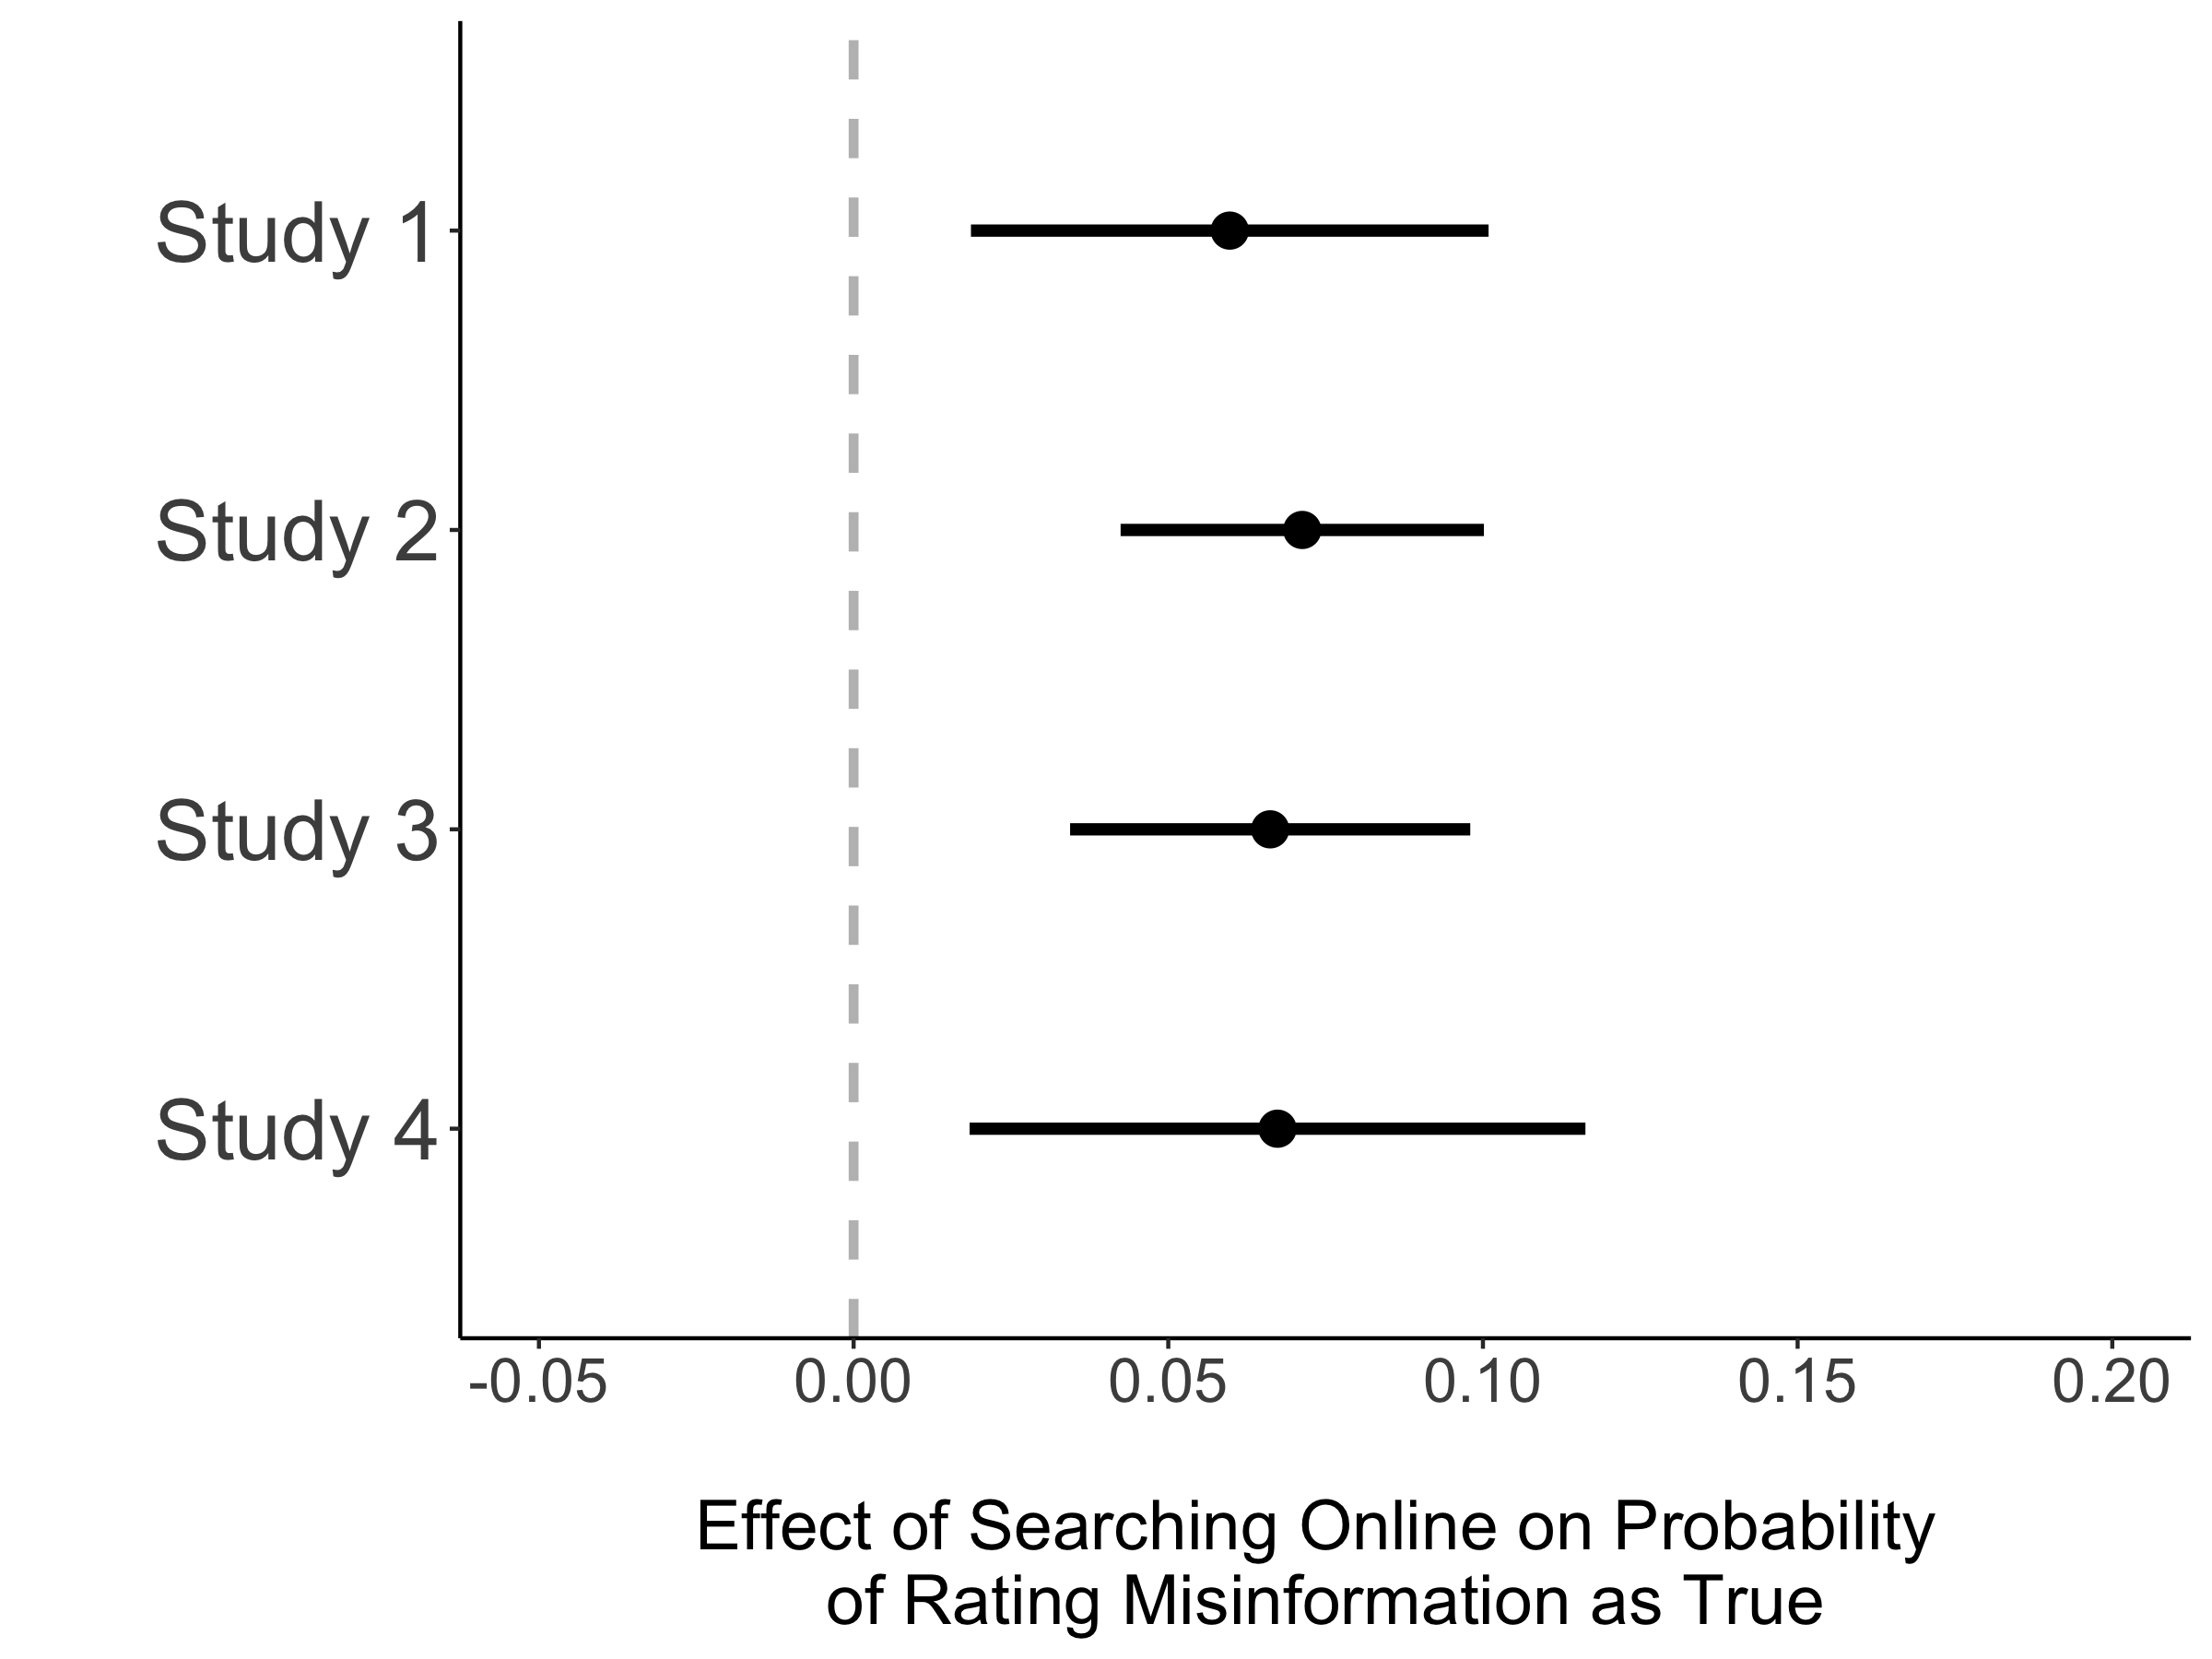 Study 1
Study 2
Study 3
Study 4
-0.05 0.00 0.05 0.10 0.15 0.20
Effect of Searching Online on Probability
of Rating Misinformation as True